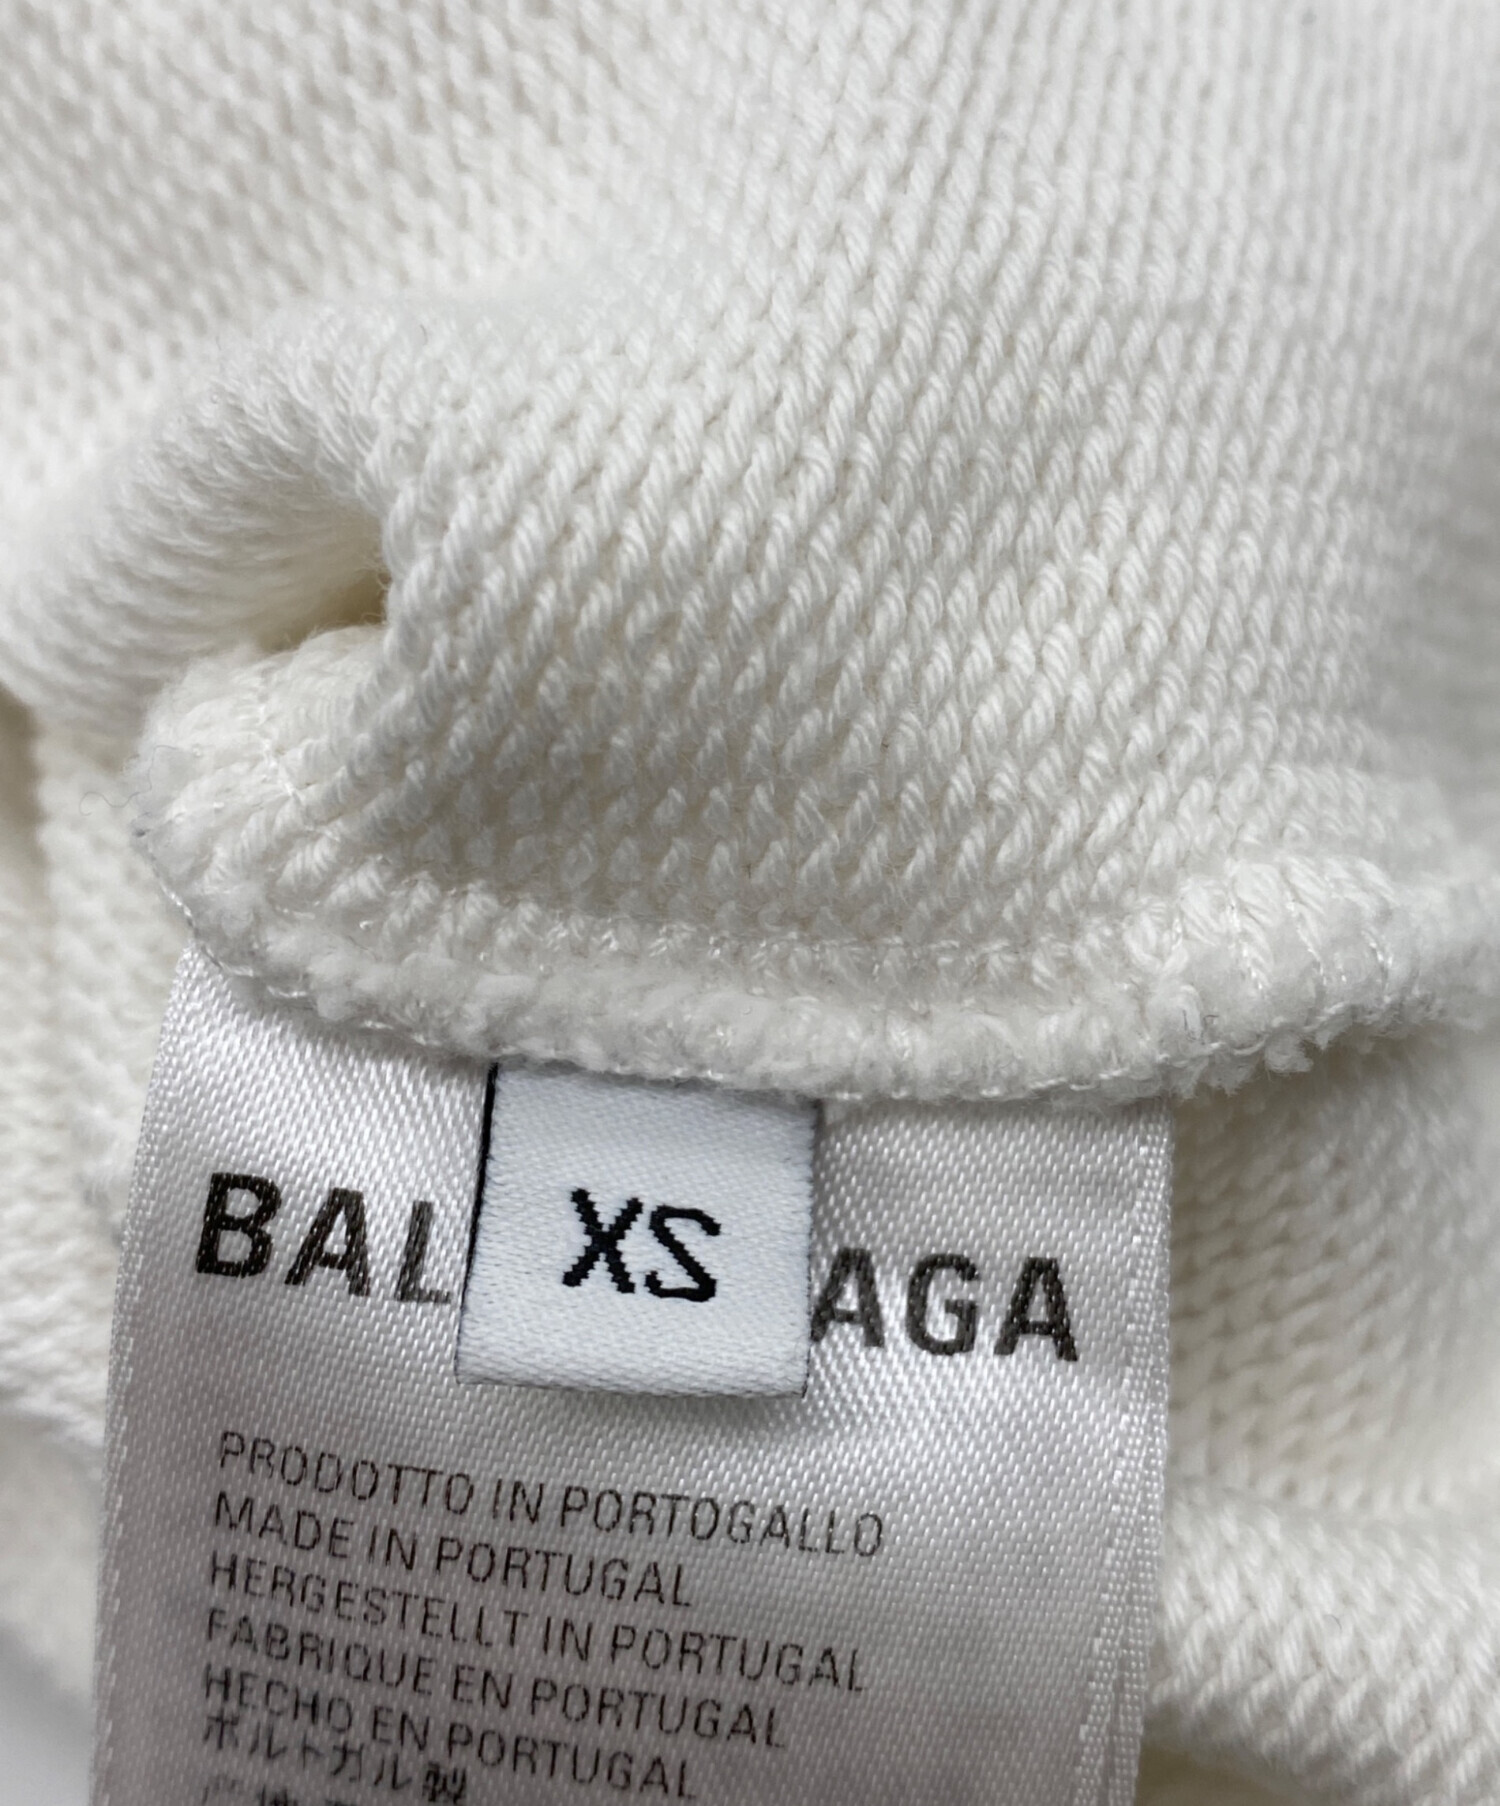 BAL AGA
XS
PRODOTTO IN PORTOGALLO
MADE IN PORTUGAL
HERGESTELLT IN PORTUGAL
FABRIQUE EN PORTUGAL
HECHO EN PORTUGAL
ポルトガル製